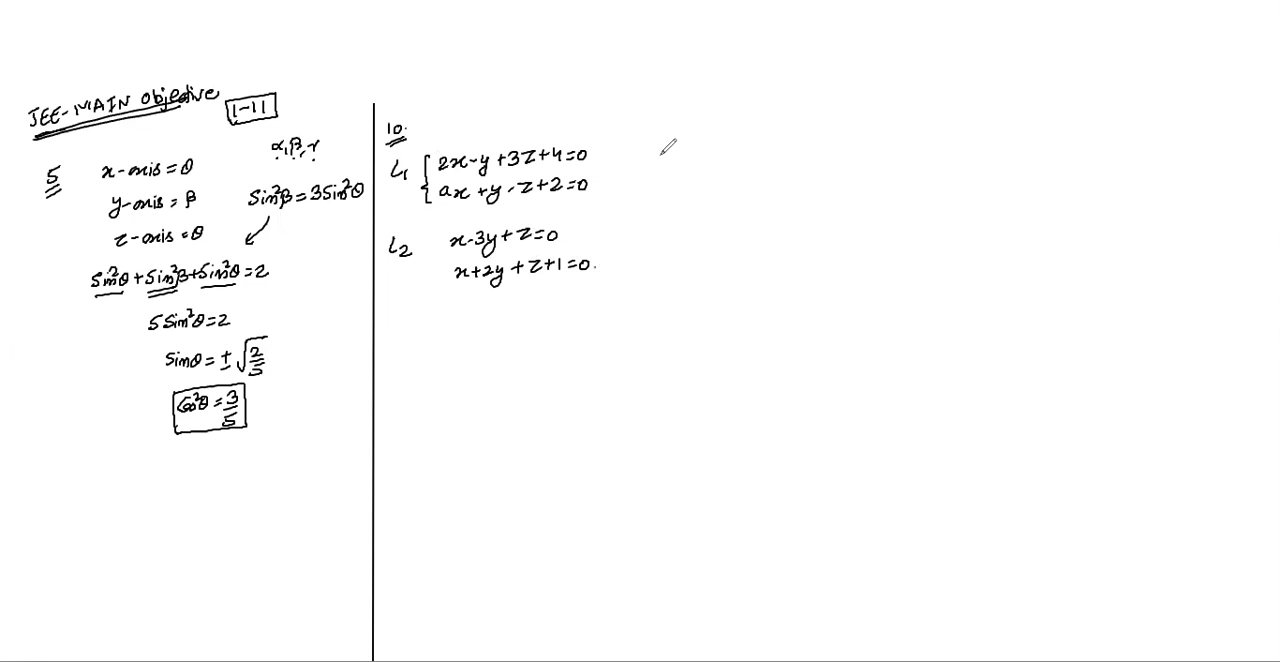 JEE-MAIN Objective 1-11
5 x-axis = θ
α, β, γ
y-axis = β
sin²β = 3sin²θ
z-axis = θ
sin²θ + sin²β + sin²θ = 2
5sin²θ = 2
sinθ = ± √(2/5)
cos²θ = 3/5
10.
L₁ { 2x - y + 3z + 4 = 0
ax + y - z + 2 = 0
L₂ x - 3y + z = 0
x + 2y + z + 1 = 0.